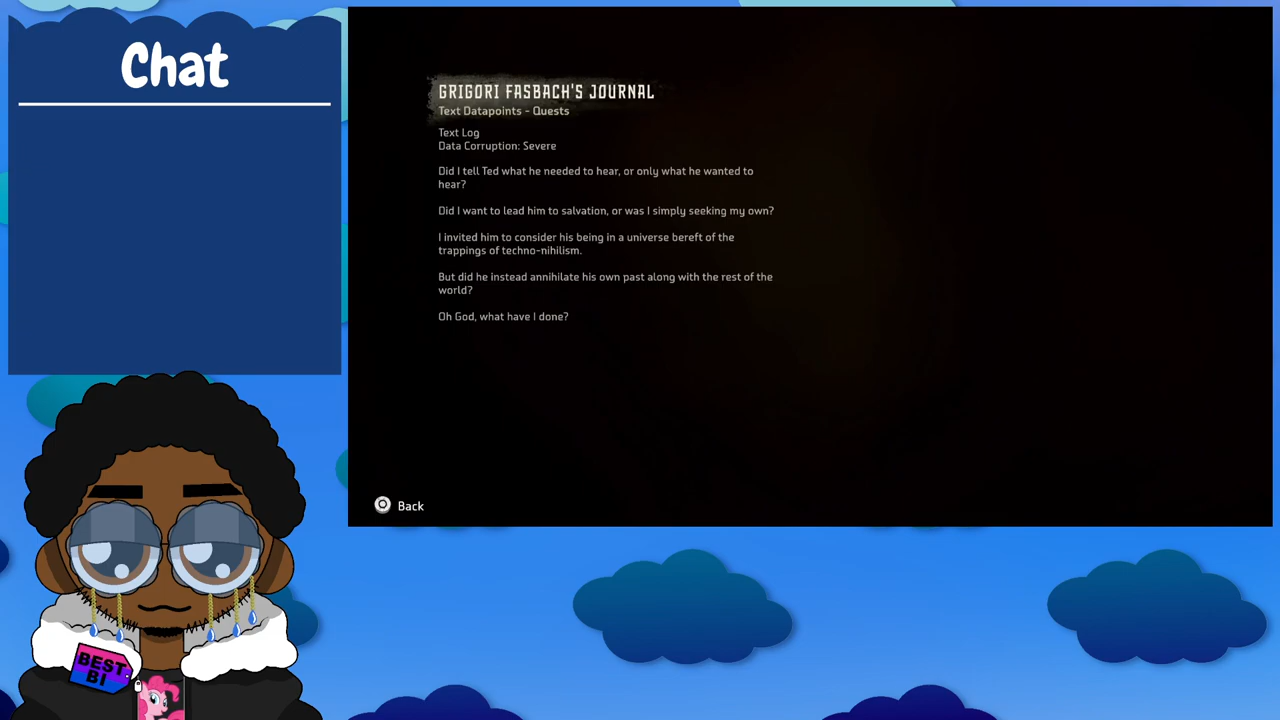 Chat
GRIGORI FASBACH'S JOURNAL
Text Datapoints - Quests
Text Log
Data Corruption: Severe
Did I tell Ted what he needed to hear, or only what he wanted to
hear?
Did I want to lead him to salvation, or was I simply seeking my own?
I invited him to consider his being in a universe bereft of the
trappings of techno-nihilism.
But did he instead annihilate his own past along with the rest of the
world?
Oh God, what have I done?
Back
BEST
BI